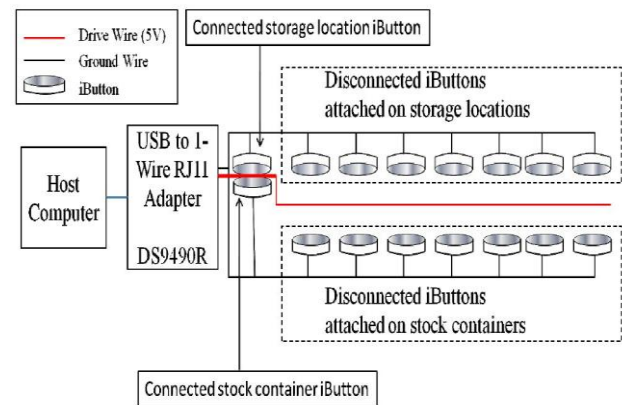 Connected storage location iButton
Drive Wire (5V)
Ground Wire
iButton
Disconnected iButtons
attached on storage locations
USB to 1-
Wire RJ11
Adapter
DS9490R
Host
Computer
Disconnected iButtons
attached on stock containers
Connected stock container iButton